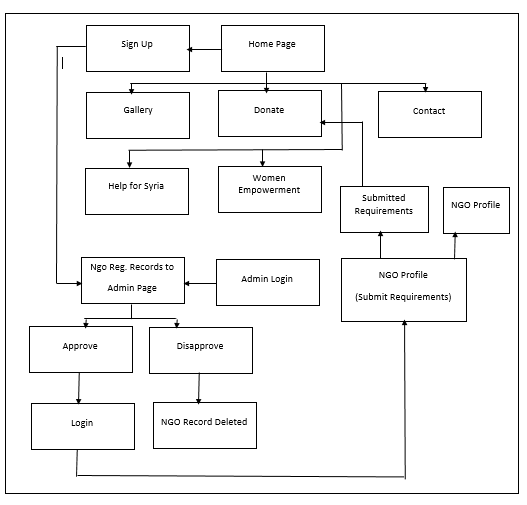 Sign Up
Home Page
Gallery
Donate
Contact
Help for Syria
Women
Empowerment
Submitted
Requirements
NGO Profile
Ngo Reg. Records to
Admin Page
Admin Login
NGO Profile
(Submit Requirements)
Approve
Disapprove
Login
NGO Record Deleted